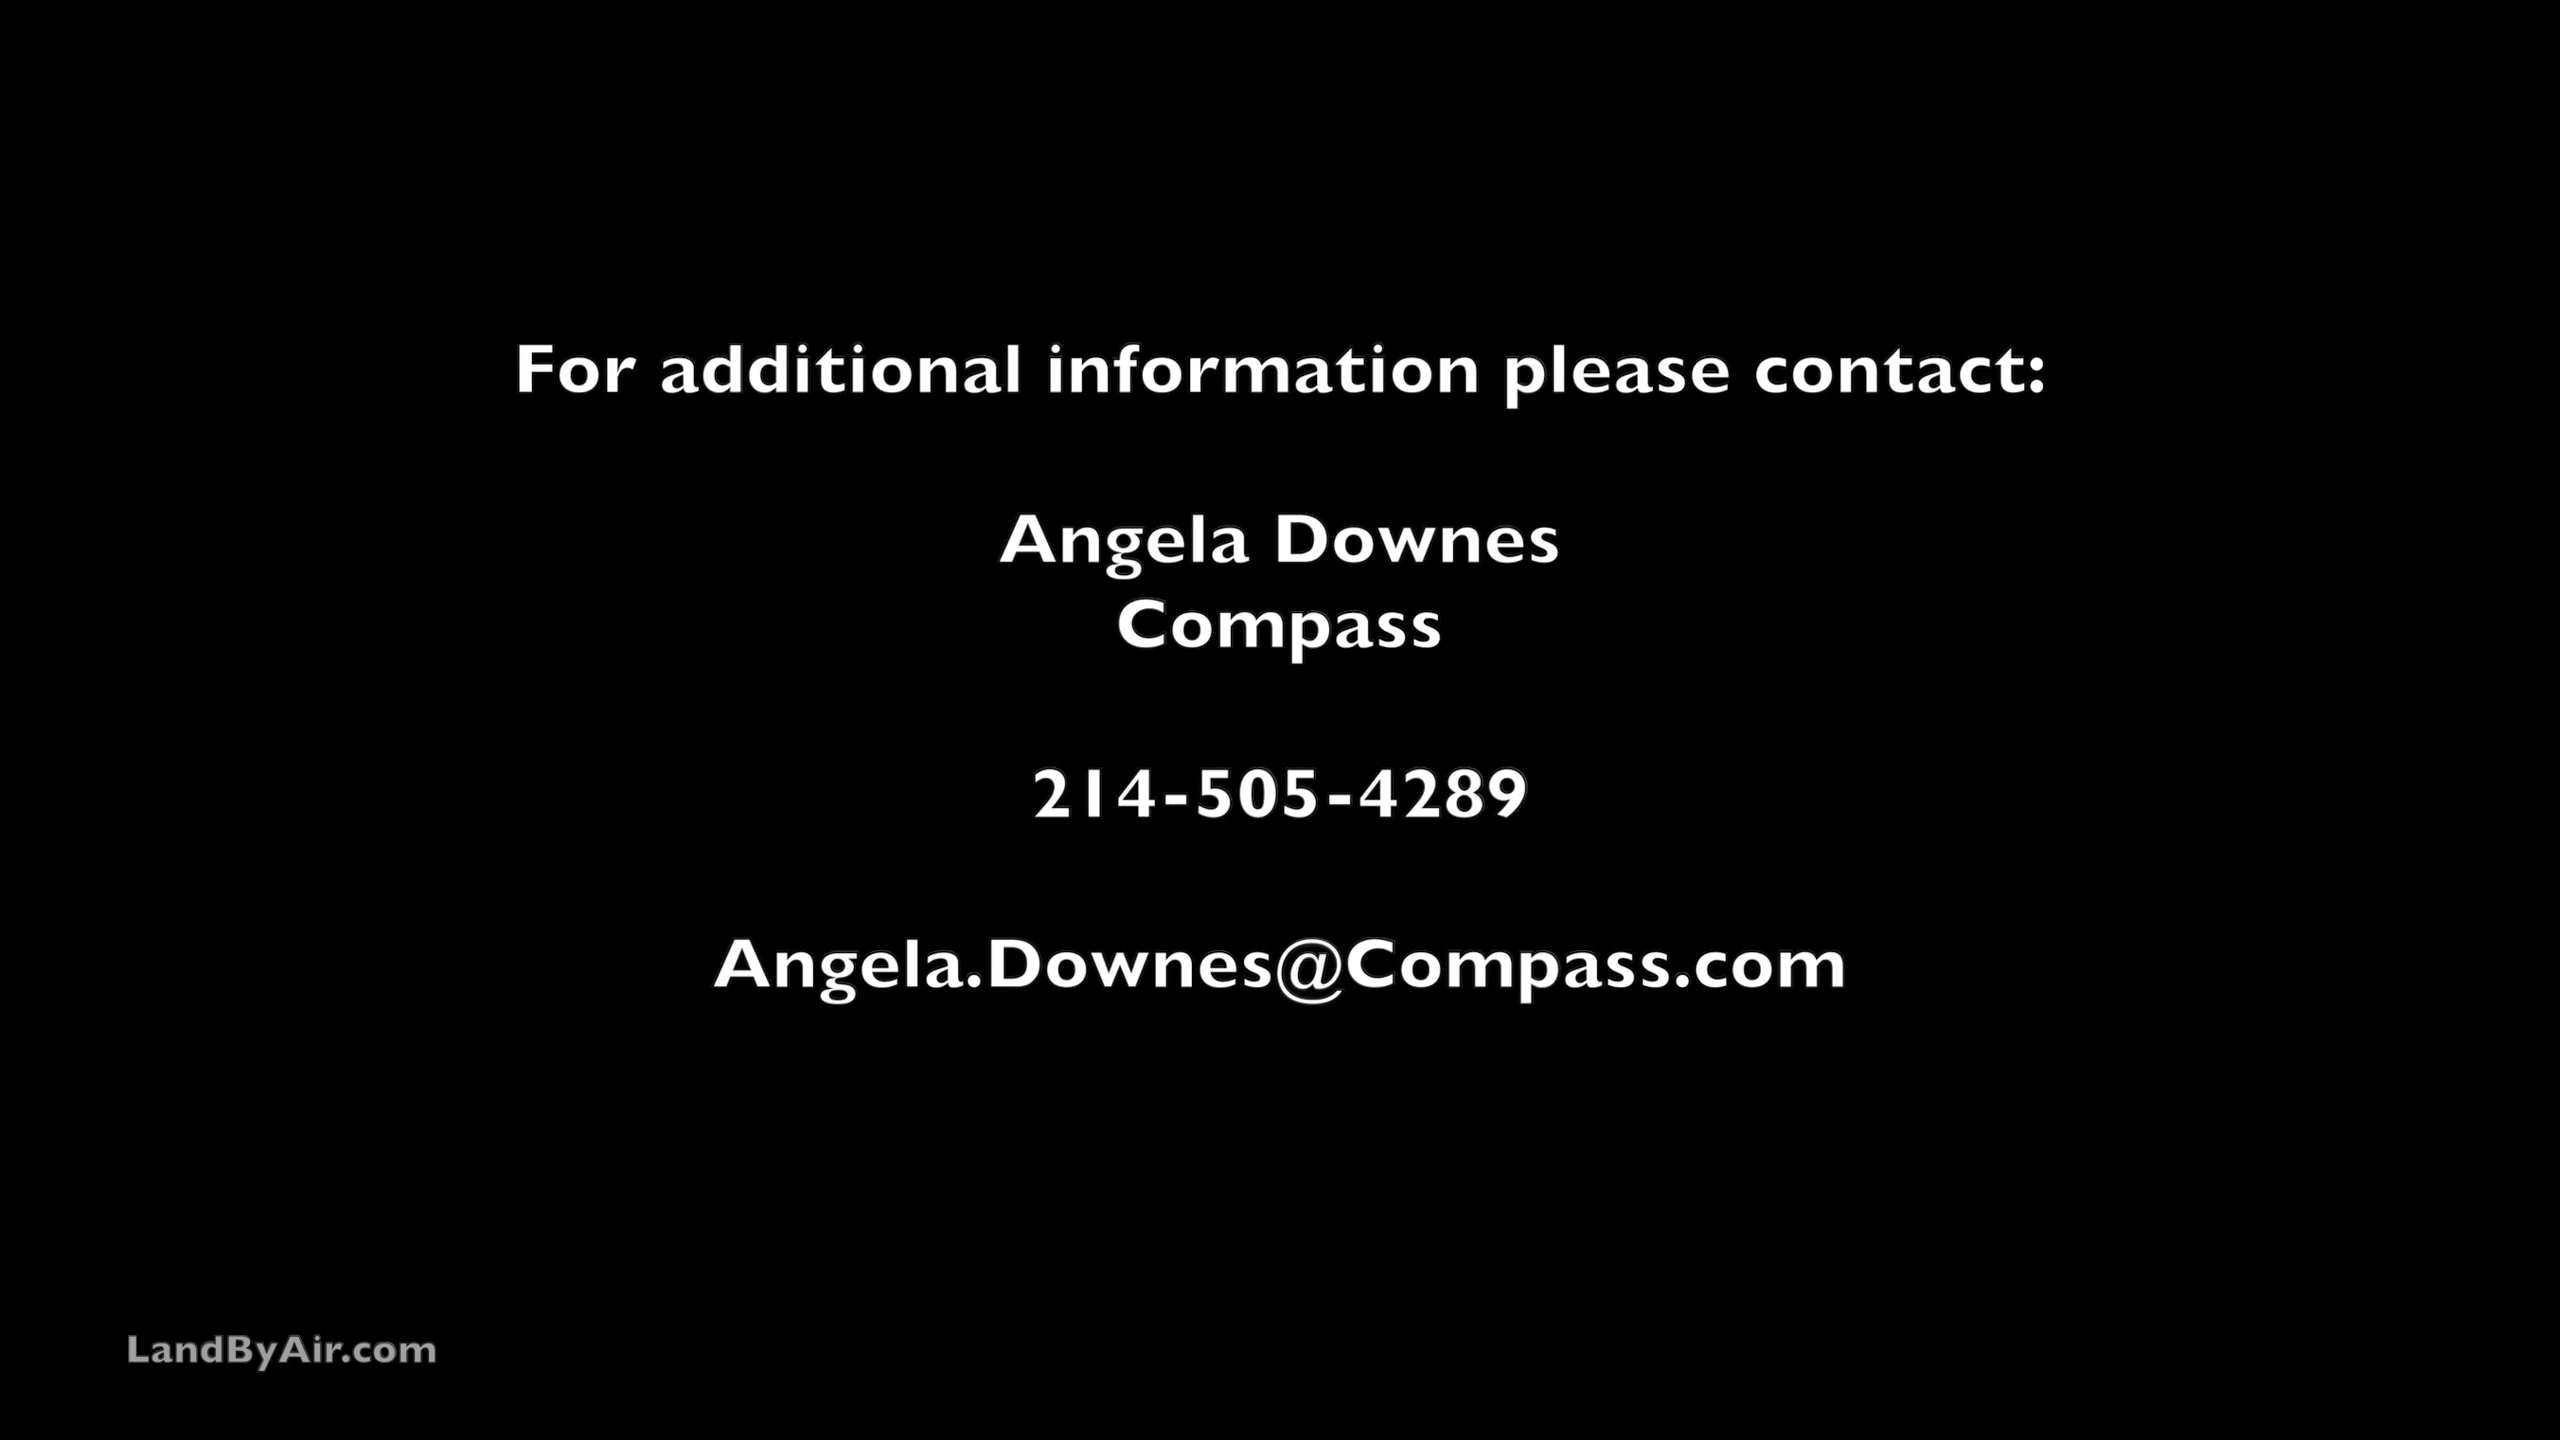 For additional information please contact:
Angela Downes
Compass
214-505-4289
Angela.Downes@Compass.com
LandByAir.com